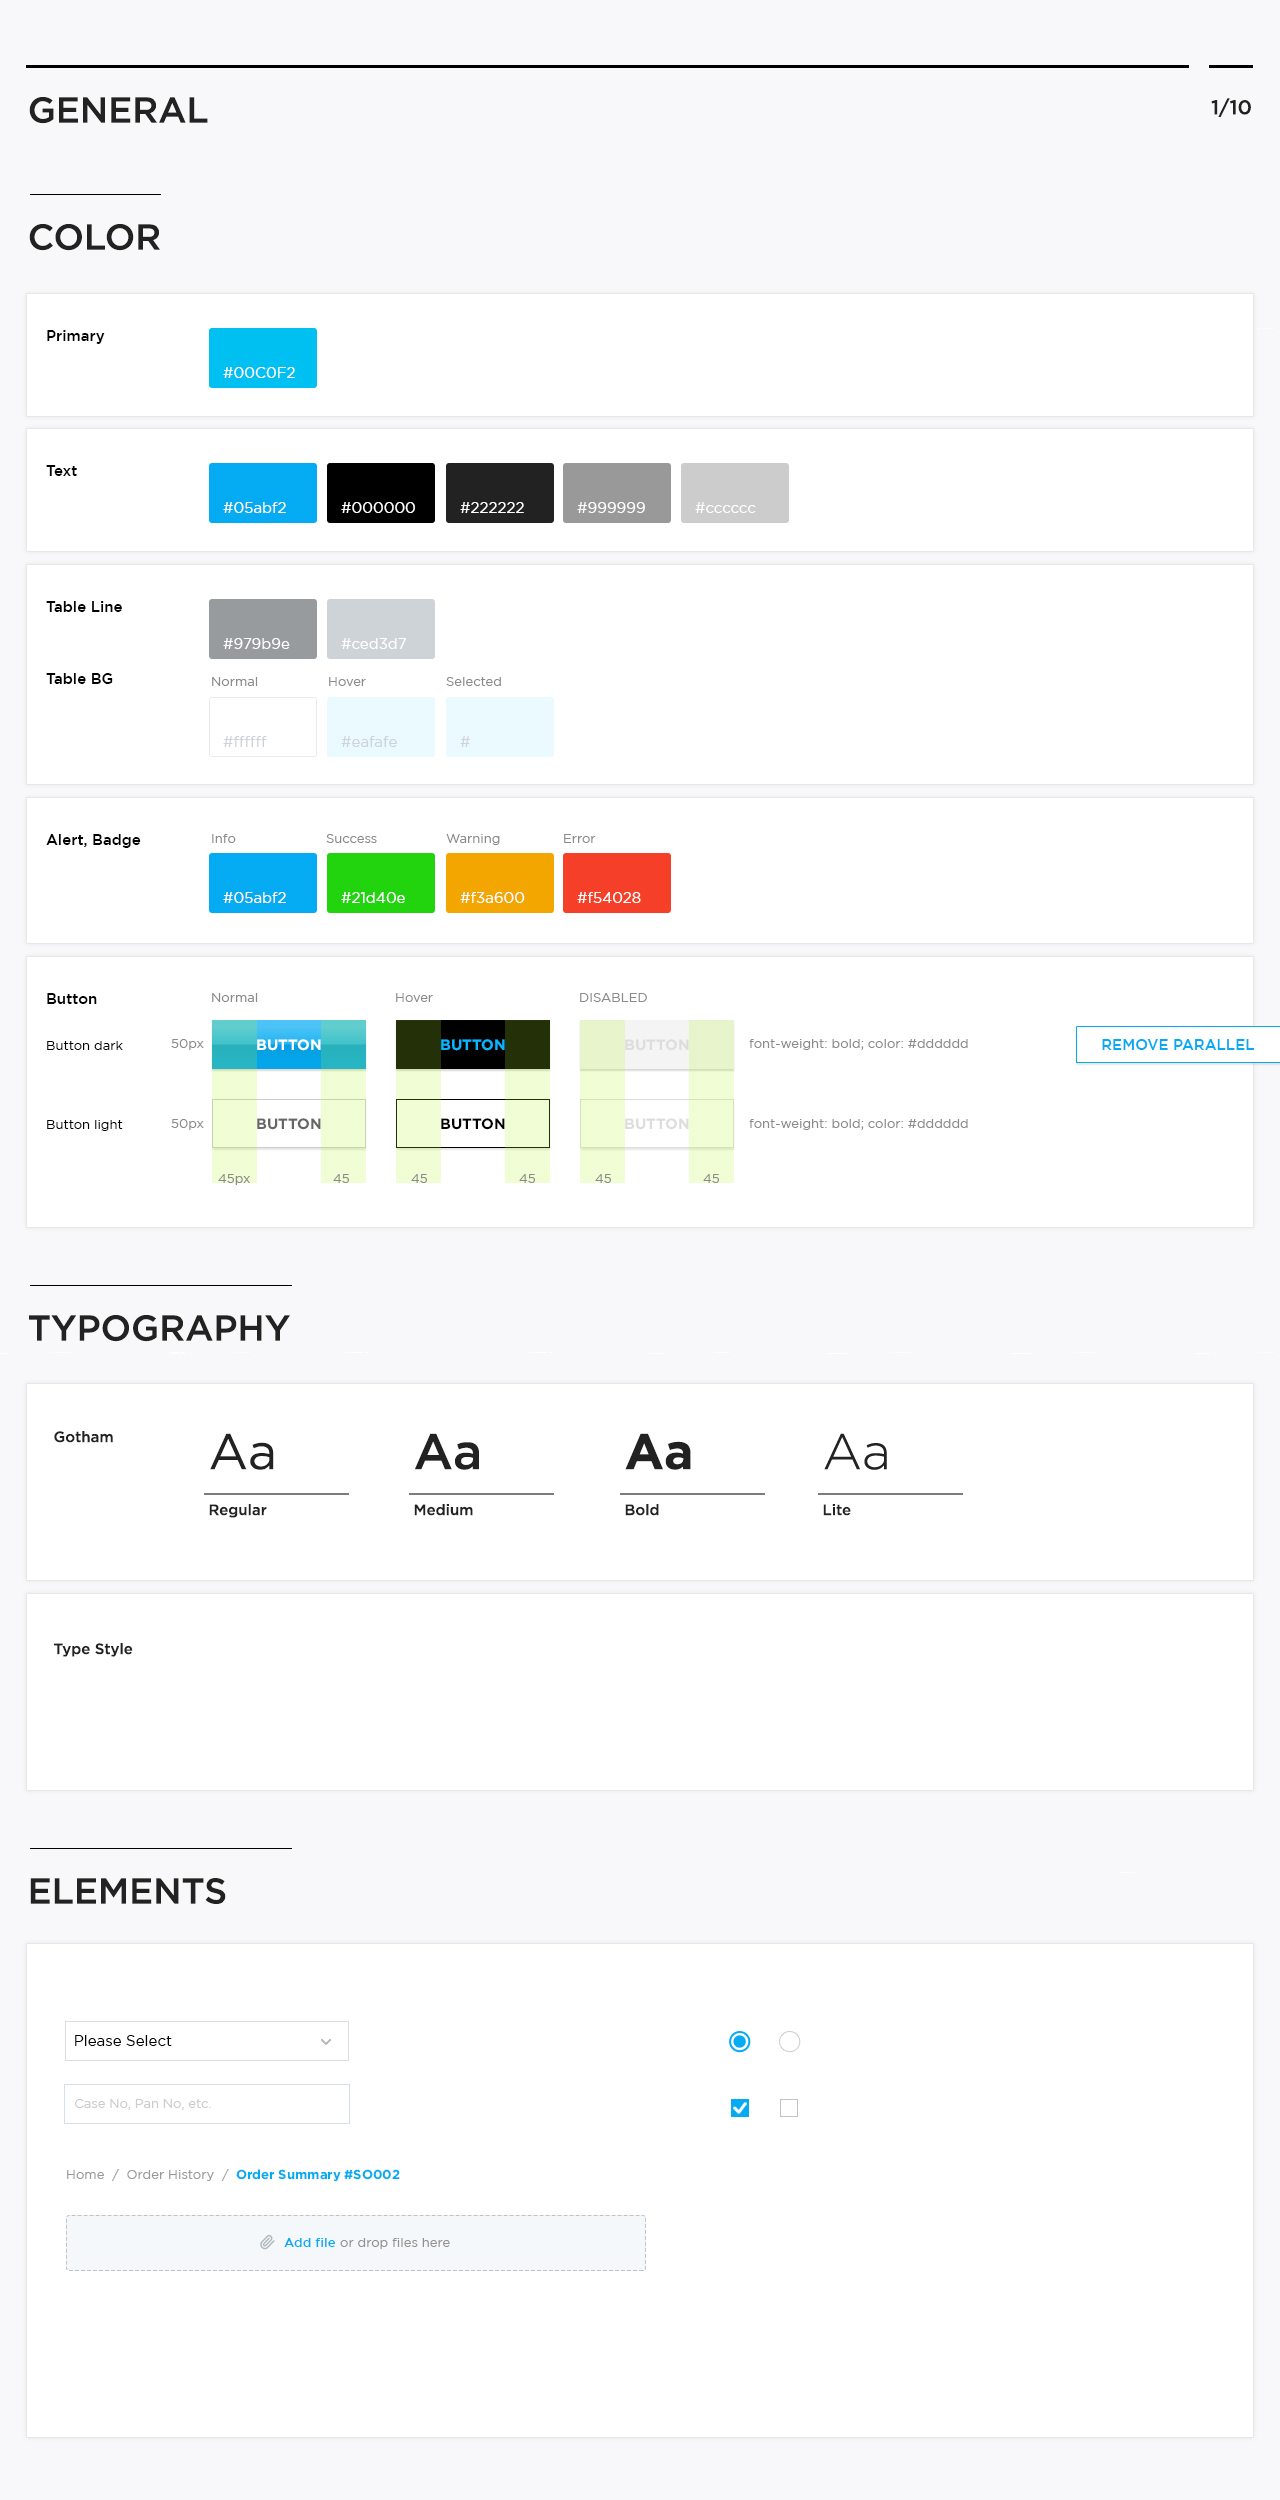 GENERAL
1/10
COLOR
Primary
#00C0F2
Text
#05abf2 #000000 #222222 #999999 #cccccc
Table Line
#979b9e #ced3d7
Table BG
Normal Hover Selected
#ffffff #eafafe #
Alert, Badge
Info Success Warning Error
#05abf2 #21d40e #f3a600 #f54028
Button
Normal Hover DISABLED
Button dark 50px BUTTON BUTTON BUTTON font-weight: bold; color: #dddddd REMOVE PARALLEL
Button light 50px BUTTON BUTTON BUTTON font-weight: bold; color: #dddddd
45px 45 45 45 45 45
TYPOGRAPHY
Gotham
Aa Aa Aa Aa
Regular Medium Bold Lite
Type Style
ELEMENTS
Please Select
Case No, Pan No, etc.
Home / Order History / Order Summary #SO002
Add file or drop files here